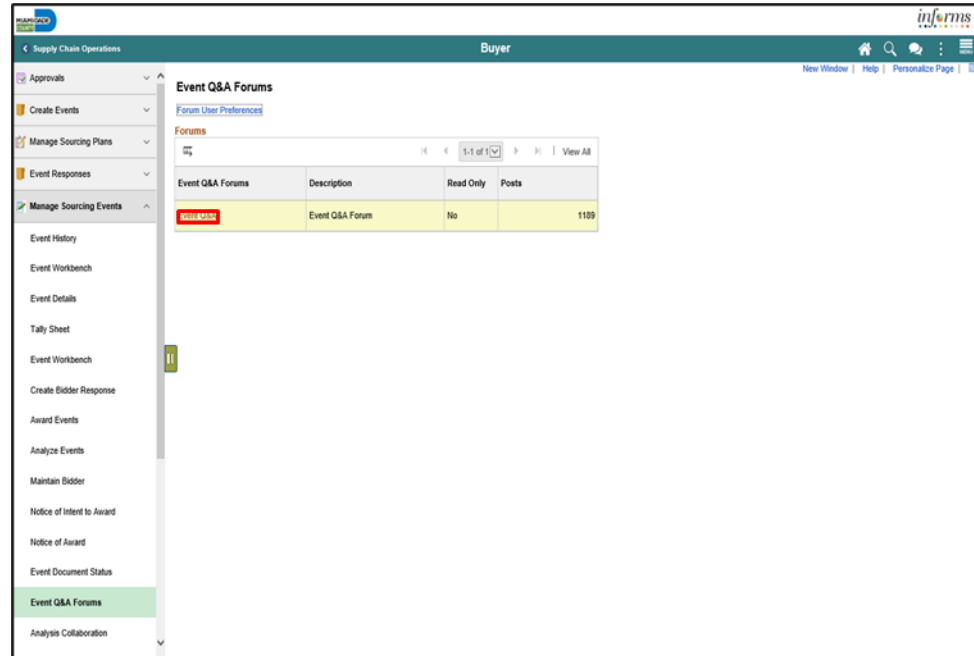 MIAMI-DADE
COUNTY
informs
Supply Chain Operations
Buyer
MENU
New Window | Help | Personalize Page |
Approvals
Create Events
Manage Sourcing Plans
Event Responses
Manage Sourcing Events
Event History
Event Workbench
Event Details
Tally Sheet
Event Workbench
Create Bidder Response
Award Events
Analyze Events
Maintain Bidder
Notice of Intent to Award
Notice of Award
Event Document Status
Event Q&A Forums
Analysis Collaboration
Event Q&A Forums
Forum User Preferences
Forums
1-1 of 1 | View All
Event Q&A Forums Description Read Only Posts
Event Q&A Event Q&A Forum No 1189